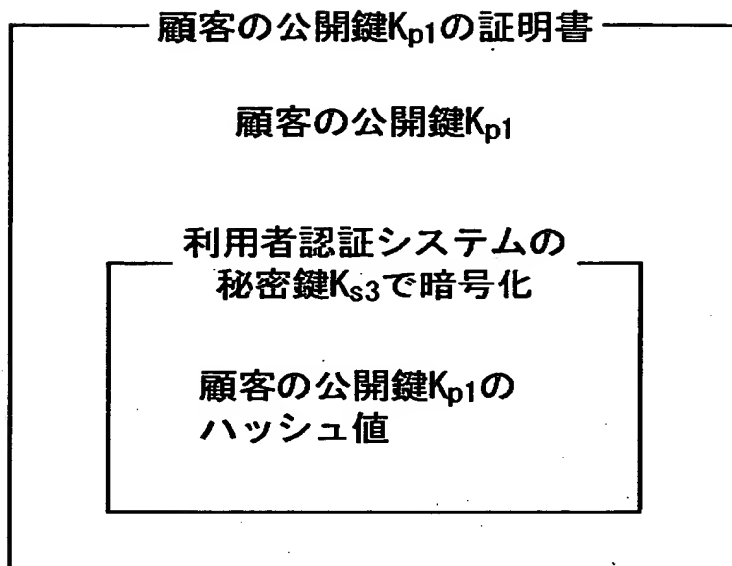 顧客の公開鍵Kp1の証明書
顧客の公開鍵Kp1
利用者認証システムの
秘密鍵Ks3で暗号化
顧客の公開鍵Kp1の
ハッシュ値